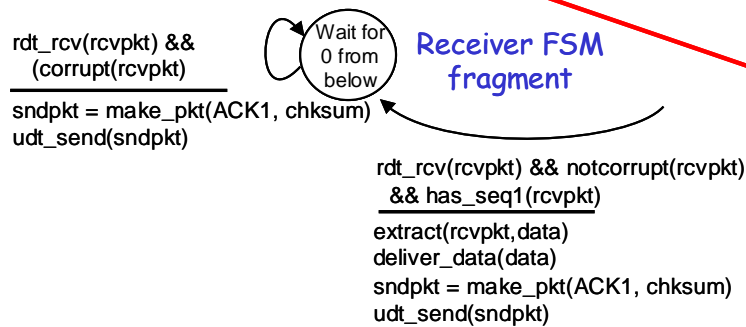 rdt_rcv(rcvpkt) &&
(corrupt(rcvpkt)
sndpkt = make_pkt(ACK1, chksum)
udt_send(sndpkt)
Wait for
0 from
below
Receiver FSM
fragment
rdt_rcv(rcvpkt) && notcorrupt(rcvpkt)
&& has_seq1(rcvpkt)
extract(rcvpkt,data)
deliver_data(data)
sndpkt = make_pkt(ACK1, chksum)
udt_send(sndpkt)